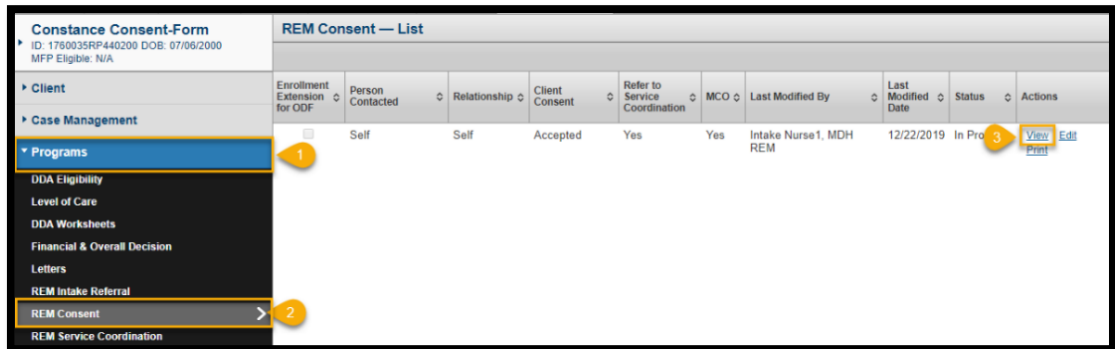 Constance Consent-Form
ID: 1760035RP440200 DOB: 07/06/2000
MFP Eligible: N/A
Client
Case Management
Programs
1
DDA Eligibility
Level of Care
DDA Worksheets
Financial & Overall Decision
Letters
REM Intake Referral
REM Consent
2
REM Service Coordination
REM Consent — List
Enrollment Extension for ODF
Person Contacted
Relationship
Client Consent
Refer to Service Coordination
MCO
Last Modified By
Last Modified Date
Status
Actions
Self
Self
Accepted
Yes
Yes
Intake Nurse1, MDH
REM
12/22/2019
In Pro
3
View Edit
Print